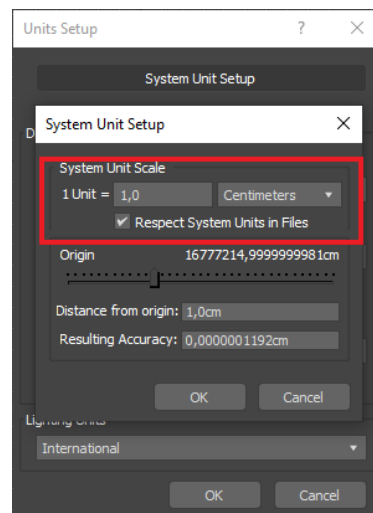 Units Setup ? ×
System Unit Setup
D
System Unit Setup ×
System Unit Scale
1 Unit = 1,0 Centimeters
Respect System Units in Files
Origin 16777214,9999999981cm
Distance from origin: 1,0cm
Resulting Accuracy: 0,0000001192cm
OK Cancel
Lighting Units
International
OK Cancel